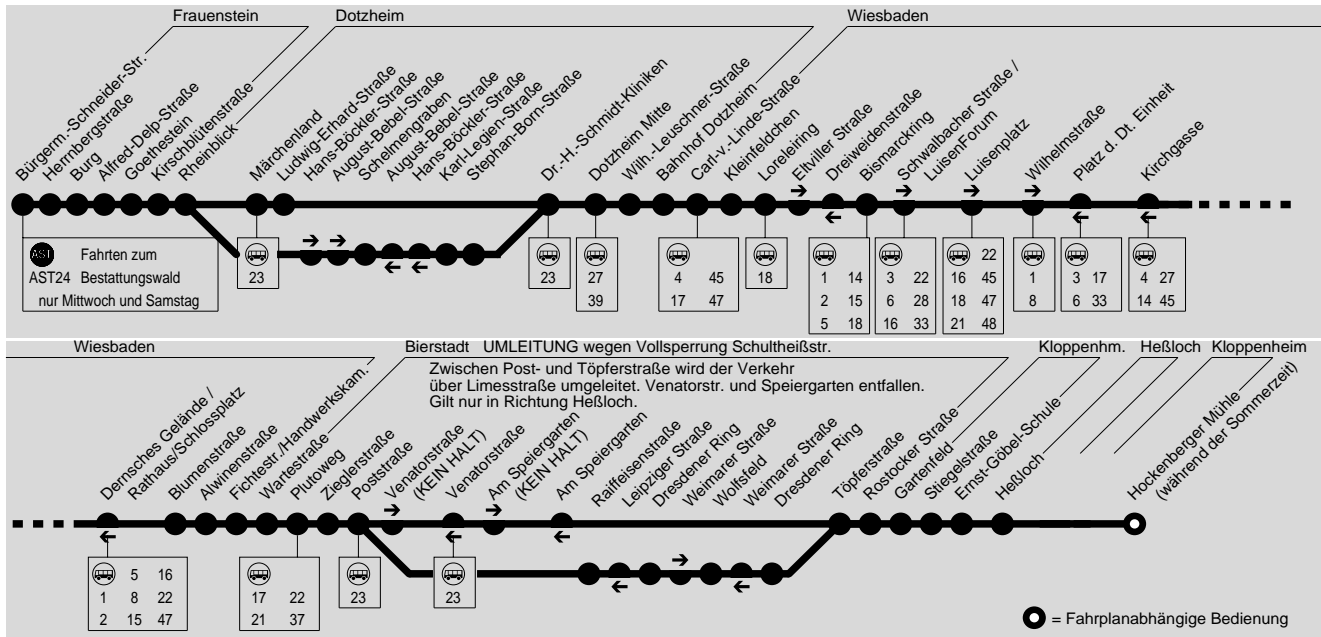 Frauenstein
Dotzheim
Wiesbaden
Bürgerm.-Schneider-Str.
Herrnbergstraße
Burg
Alfred-Delp-Straße
Goethestein
Kirschblütenstraße
Rheinblick
Märchenland
Ludwig-Erhard-Straße
Hans-Böckler-Straße
August-Bebel-Straße
Schelmengraben
August-Bebel-Straße
Hans-Böckler-Straße
Karl-Legien-Straße
Stephan-Born-Straße
Dr.-H.-Schmidt-Kliniken
Dotzheim Mitte
Wilh.-Leuschner-Straße
Bahnhof Dotzheim
Carl-v.-Linde-Straße
Kleinfeldchen
Loreleiring
Eltviller Straße
Dreiweidenstraße
Bismarckring
Schwalbacher Straße /
LuisenForum
Luisenplatz
Wilhelmstraße
Platz d. Dt. Einheit
Kirchgasse
AST Fahrten zum
AST24 Bestattungswald
nur Mittwoch und Samstag
23
23
27
39
4 45
17 47
18
1 14
2 15
5 18
3 22
6 28
16 33
22
16 45
18 47
21 48
1
8
3 17
6 33
4 27
14 45
Wiesbaden
Bierstadt UMLEITUNG wegen Vollsperrung Schultheißstr.
Kloppenhm.
Heßloch
Kloppenheim
Zwischen Post- und Töpferstraße wird der Verkehr
über Limesstraße umgeleitet. Venatorstr. und Speiergarten entfallen.
Gilt nur in Richtung Heßloch.
Dernsches Gelände /
Rathaus/Schlossplatz
Blumenstraße
Alwinenstraße
Fichtestr./Handwerkskam.
Wartestraße
Plutoweg
Zieglerstraße
Poststraße
Venatorstraße
(KEIN HALT)
Venatorstraße
Am Speiergarten
(KEIN HALT)
Am Speiergarten
Raiffeisenstraße
Leipziger Straße
Dresdener Ring
Weimarer Straße
Wolfsfeld
Weimarer Straße
Dresdener Ring
Töpferstraße
Rostocker Straße
Gartenfeld
Stiegelstraße
Ernst-Göbel-Schule
Heßloch
Hockenberger Mühle
(während der Sommerzeit)
5 16
1 8 22
2 15 47
17 22
21 37
23
23
= Fahrplanabhängige Bedienung